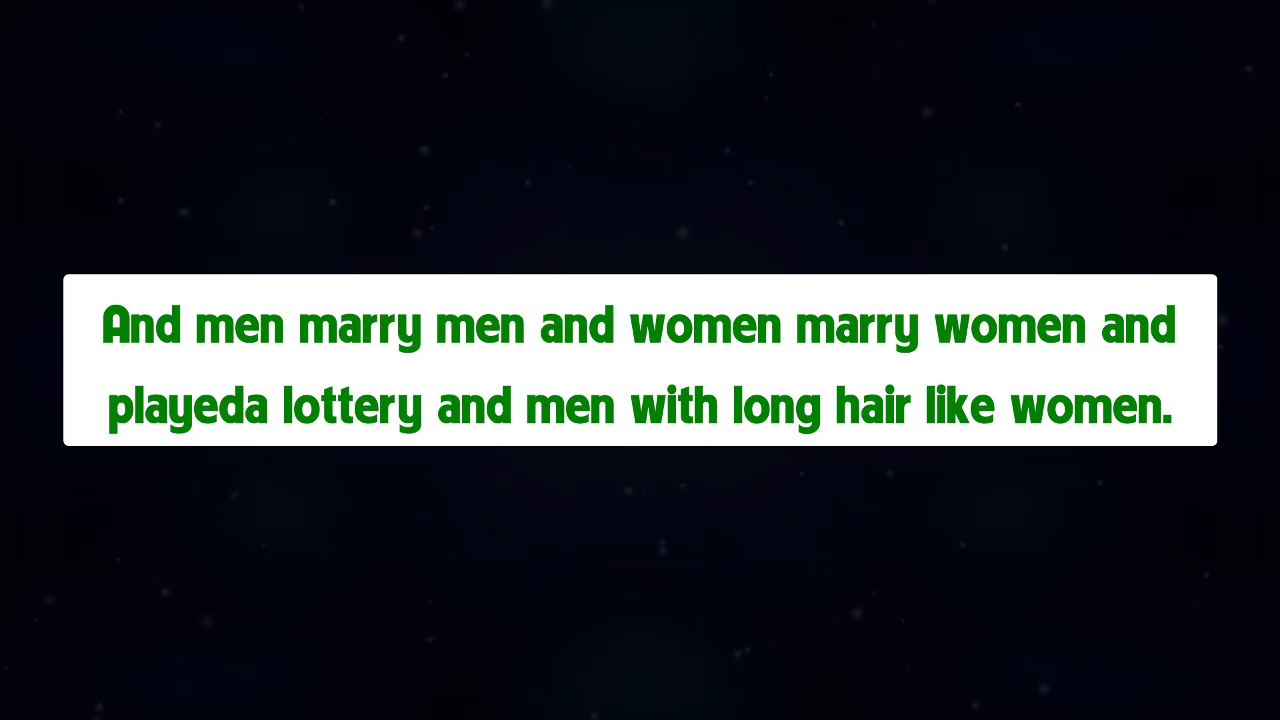 And men marry men and women marry women and
playeda lottery and men with long hair like women.